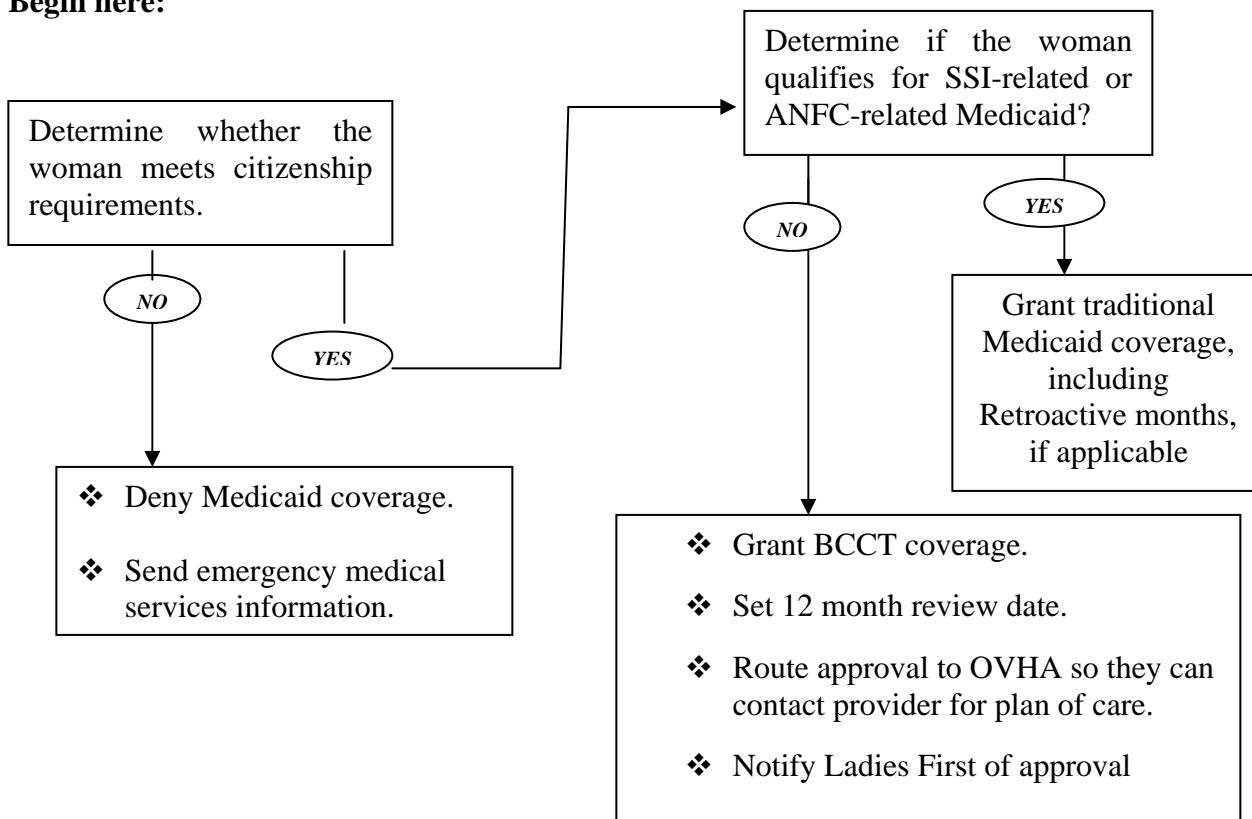 Begin here:
Determine whether the
woman meets citizenship
requirements.
NO
YES
Determine if the woman
qualifies for SSI-related or
ANFC-related Medicaid?
NO
YES
Grant traditional
Medicaid coverage,
including
Retroactive months,
if applicable
❖ Deny Medicaid coverage.
❖ Send emergency medical
services information.
❖ Grant BCCT coverage.
❖ Set 12 month review date.
❖ Route approval to OVHA so they can
contact provider for plan of care.
❖ Notify Ladies First of approval